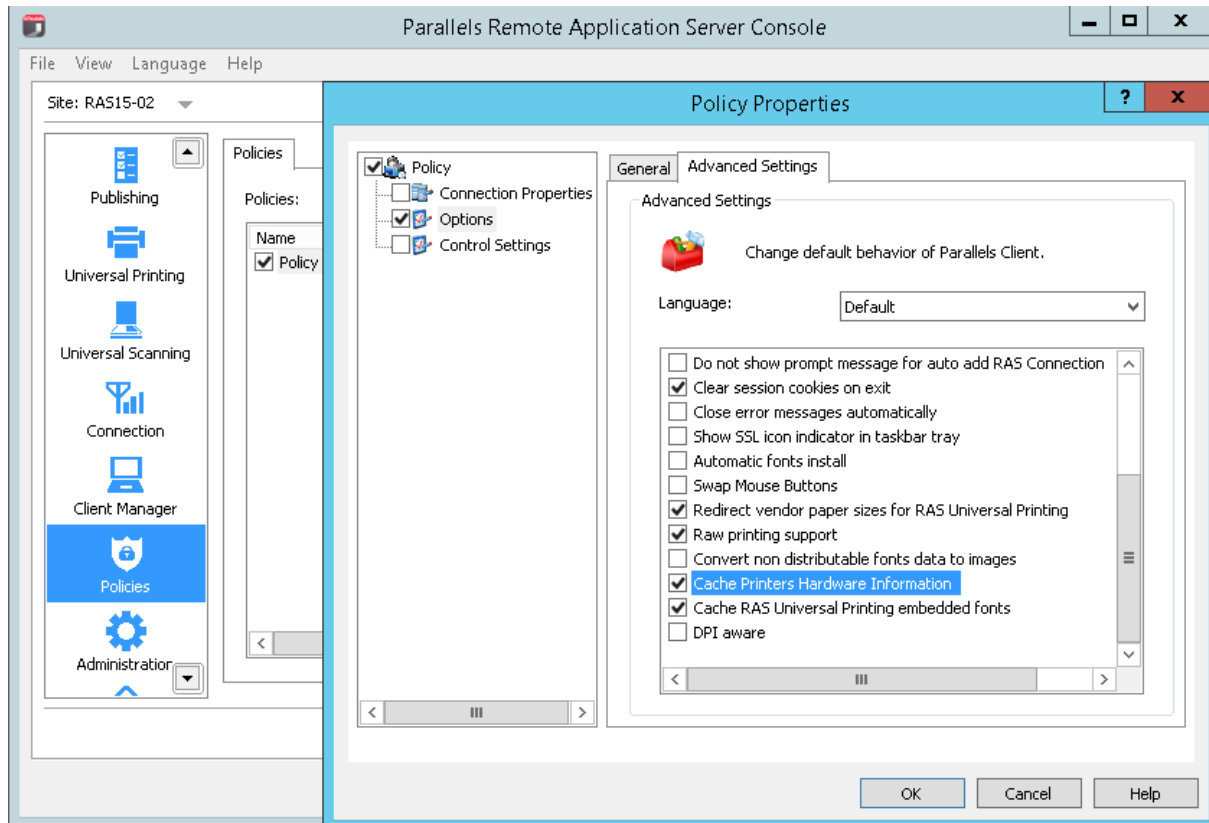 Parallels Remote Application Server Console
File View Language Help
Site: RAS15-02
Publishing
Universal Printing
Universal Scanning
Connection
Client Manager
Policies
Administration
Policies
Policies:
Name
Policy
Policy Properties
Policy
Connection Properties
Options
Control Settings
General Advanced Settings
Advanced Settings
Change default behavior of Parallels Client.
Language: Default
Do not show prompt message for auto add RAS Connection
Clear session cookies on exit
Close error messages automatically
Show SSL icon indicator in taskbar tray
Automatic fonts install
Swap Mouse Buttons
Redirect vendor paper sizes for RAS Universal Printing
Raw printing support
Convert non distributable fonts data to images
Cache Printers Hardware Information
Cache RAS Universal Printing embedded fonts
DPI aware
OK Cancel Help